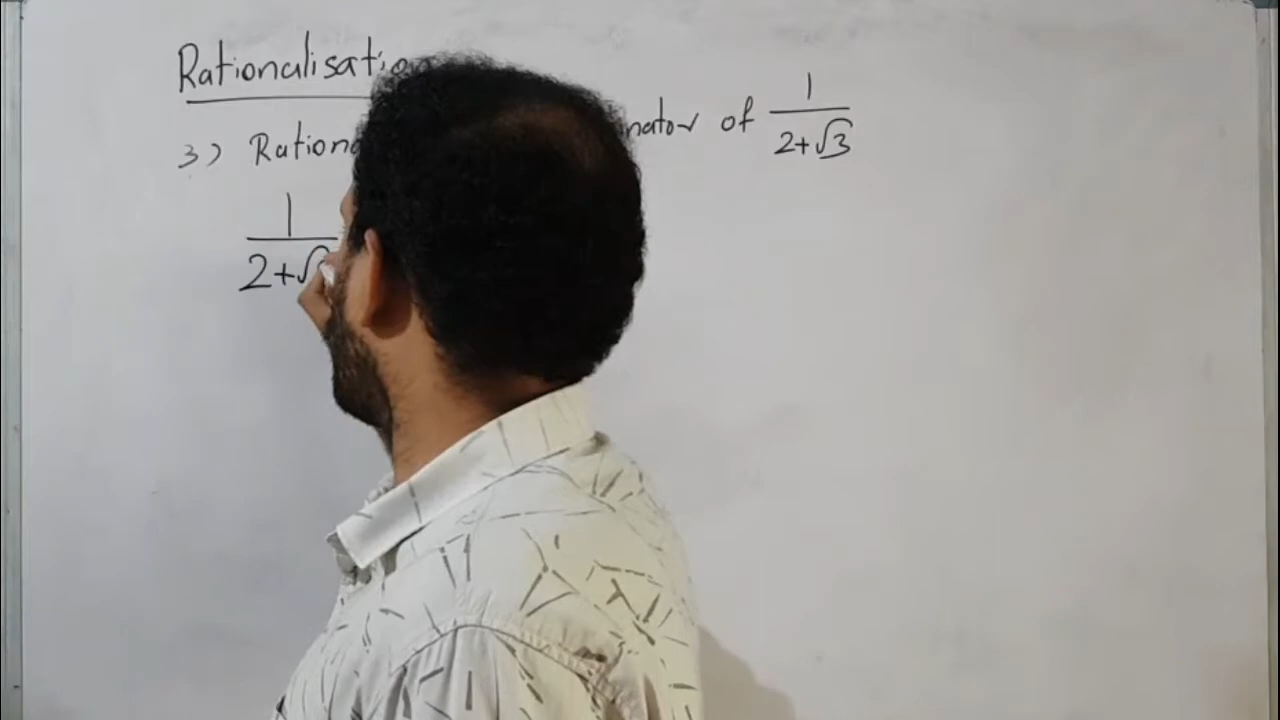 Rationalisation
3) Rationa nator of 1/(2+√3)
1/(2+√